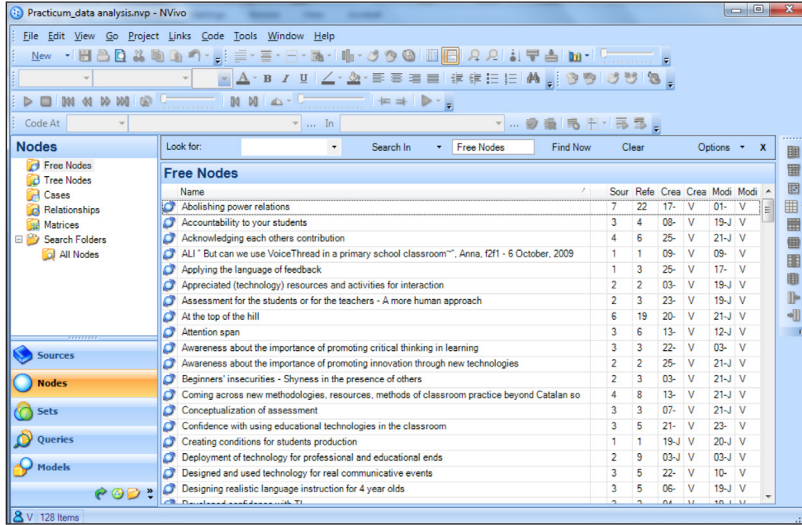 Practicum_data analysis.nvp - NVivo
File Edit View Go Project Links Code Tools Window Help
New
A B I U
Code At ... In ...
Nodes
Free Nodes
Tree Nodes
Cases
Relationships
Matrices
Search Folders
All Nodes
Sources
Nodes
Sets
Queries
Models
Look for: Search In Free Nodes Find Now Clear Options x
Free Nodes
Name Sour Refe Crea Crea Modi Modi
Abolishing power relations 7 22 17- V 01- V
Accountability to your students 3 4 08- V 19-J V
Acknowledging each others contribution 4 6 25- V 21-J V
ALI " But can we use VoiceThread in a primary school classroom~", Anna, f2f1 - 6 October, 2009 1 1 09- V 09- V
Applying the language of feedback 1 3 25- V 17- V
Appreciated (technology) resources and activities for interaction 2 2 03- V 19-J V
Assessment for the students or for the teachers - A more human approach 2 3 23- V 19-J V
At the top of the hill 6 19 20- V 21-J V
Attention span 3 6 13- V 12-J V
Awareness about the importance of promoting critical thinking in learning 3 3 22- V 03- V
Awareness about the importance of promoting innovation through new technologies 2 2 25- V 21-J V
Beginners' insecurities - Shyness in the presence of others 2 3 03- V 21-J V
Coming across new methodologies, resources, methods of classroom practice beyond Catalan so 4 8 13- V 21-J V
Conceptualization of assessment 3 3 07- V 21-J V
Confidence with using educational technologies in the classroom 3 5 21- V 23- V
Creating conditions for students production 1 1 19-J V 20-J V
Deployment of technology for professional and educational ends 2 9 03-J V 03-J V
Designed and used technology for real communicative events 3 5 22- V 10- V
Designing realistic language instruction for 4 year olds 3 5 06- V 19-J V
V 128 Items